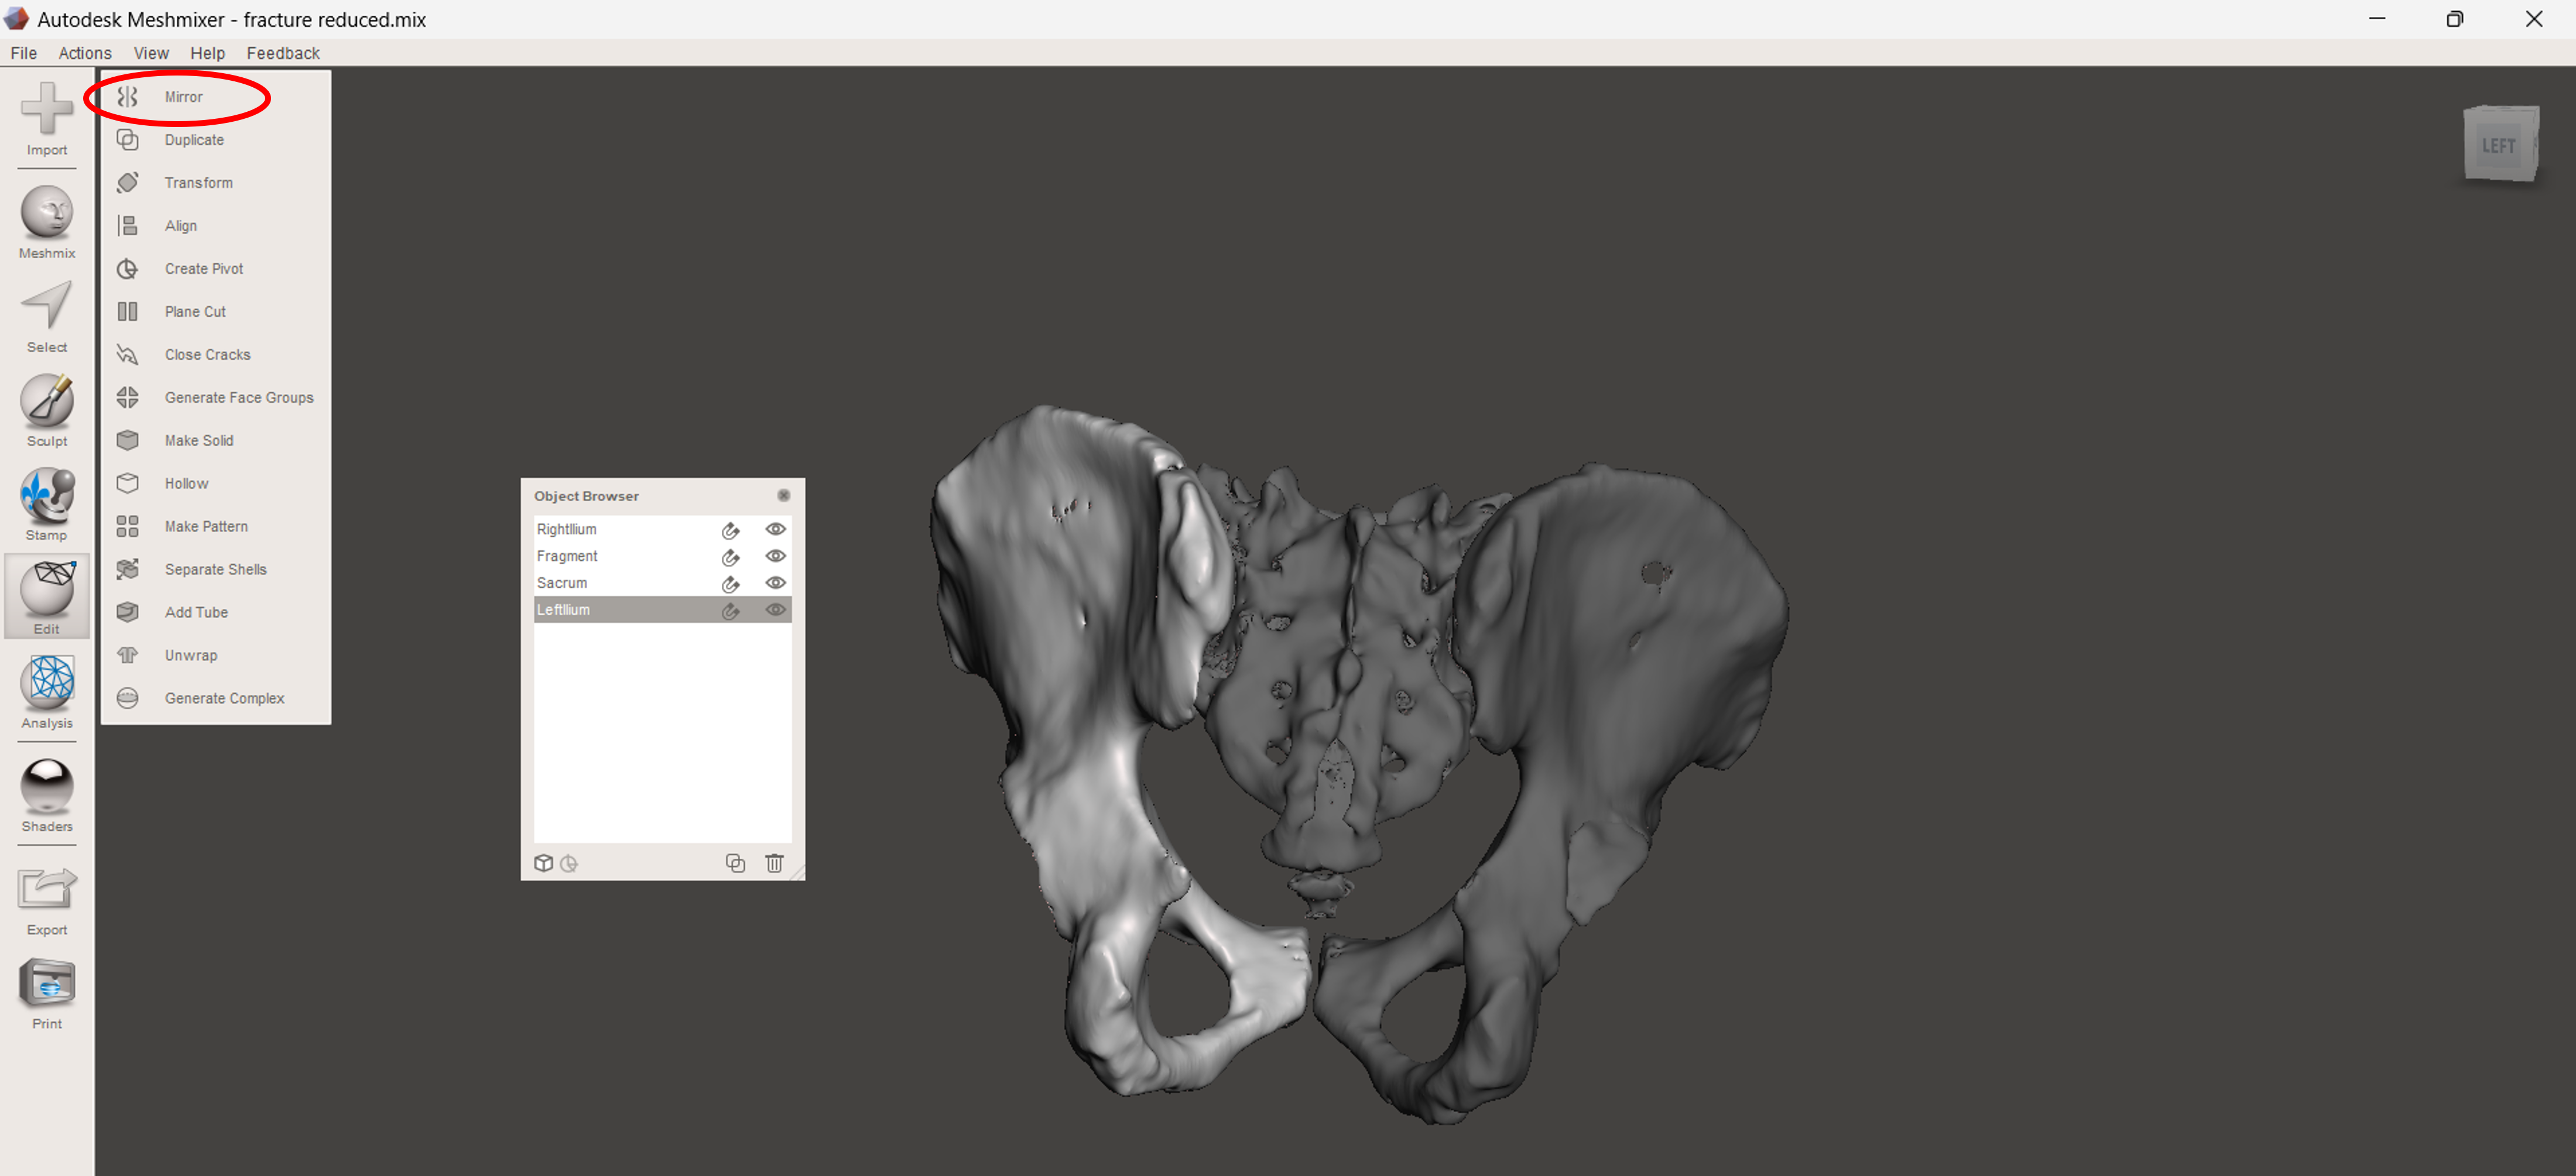 Autodesk Meshmixer - fracture reduced.mix
File Actions View Help Feedback
Import
Meshmix
Select
Sculpt
Stamp
Edit
Analysis
Shaders
Export
Print
Mirror
Duplicate
Transform
Align
Create Pivot
Plane Cut
Close Cracks
Generate Face Groups
Make Solid
Hollow
Make Pattern
Separate Shells
Add Tube
Unwrap
Generate Complex
Object Browser
RightIlium
Fragment
Sacrum
LeftIlium
LEFT